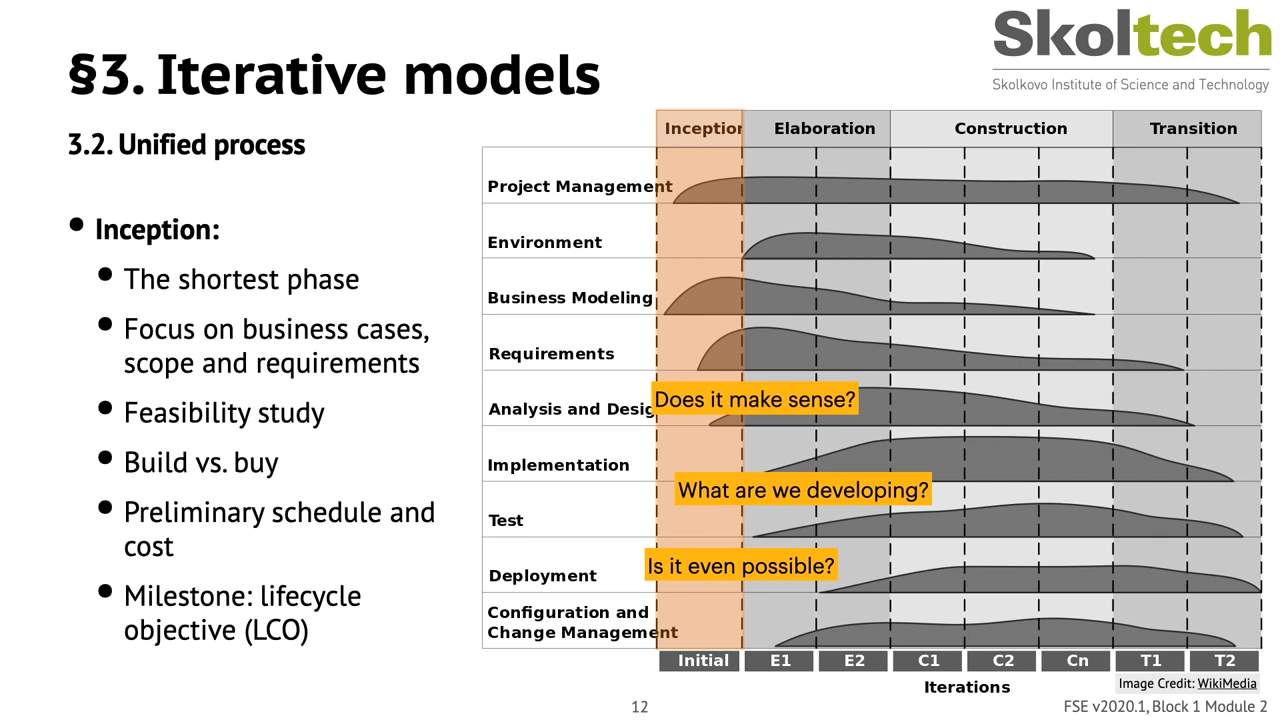 Skoltech
Skolkovo Institute of Science and Technology
§3. Iterative models
3.2. Unified process
• Inception:
• The shortest phase
• Focus on business cases,
scope and requirements
• Feasibility study
• Build vs. buy
• Preliminary schedule and
cost
• Milestone: lifecycle
objective (LCO)
Inception Elaboration Construction Transition
Project Management
Environment
Business Modeling
Requirements
Analysis and Desig
Does it make sense?
Implementation
What are we developing?
Test
Is it even possible?
Deployment
Configuration and
Change Management
Initial E1 E2 C1 C2 Cn T1 T2
Iterations
Image Credit: WikiMedia
12
FSE v2020.1, Block 1 Module 2